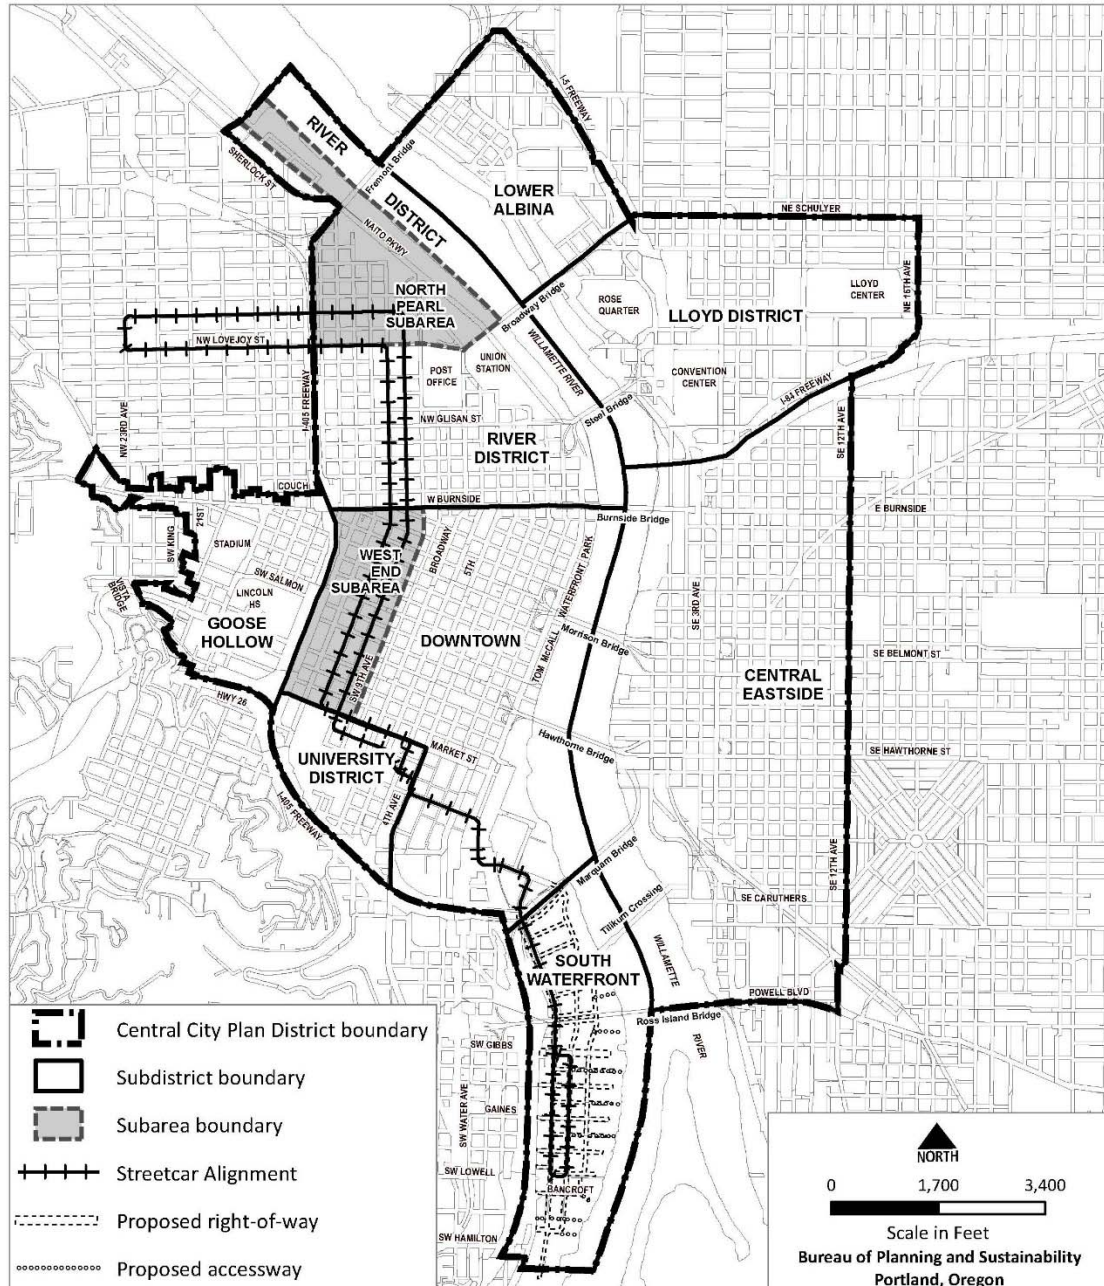 I-5 FREEWAY
RIVER
DISTRICT
SHERLOCK ST
Fremont Bridge
LOWER
ALBINA
NE SCHULYER
NAITO PKWY
NORTH
PEARL
SUBAREA
Broadway Bridge
ROSE
QUARTER
LLOYD
CENTER
NE 16TH AVE
LLOYD DISTRICT
NW LOVEJOY ST
UNION
STATION
WILLAMETTE RIVER
POST
OFFICE
CONVENTION
CENTER
I-84 FREEWAY
NW 23RD AVE
I-405 FREEWAY
NW GLISAN ST
Steel Bridge
SE 12TH AVE
RIVER
DISTRICT
COUCH
W BURNSIDE
Burnside Bridge
E BURNSIDE
21ST
SW KING
STADIUM
WEST
END
SUBAREA
BROADWAY
5TH
TOM McCALL WATERFRONT PARK
VISTA
BRIDGE
SW SALMON
LINCOLN
HS
SE 3RD AVE
GOOSE
HOLLOW
DOWNTOWN
Morrison Bridge
SE BELMONT ST
SW 9TH AVE
CENTRAL
EASTSIDE
HWY 26
MARKET ST
Hawthorne Bridge
SE HAWTHORNE ST
UNIVERSITY
DISTRICT
4TH AVE
I-405 FREEWAY
Marquam Bridge
SE 12TH AVE
Tilikum Crossing
SE CARUTHERS
SOUTH
WATERFRONT
WILLAMETTE
POWELL BLVD
Ross Island Bridge
RIVER
SW GIBBS
SW WATER AVE
GAINES
SW LOWELL
BANCROFT
SW HAMILTON
Central City Plan District boundary
Subdistrict boundary
Subarea boundary
Streetcar Alignment
Proposed right-of-way
Proposed accessway
NORTH
0 1,700 3,400
Scale in Feet
Bureau of Planning and Sustainability
Portland, Oregon